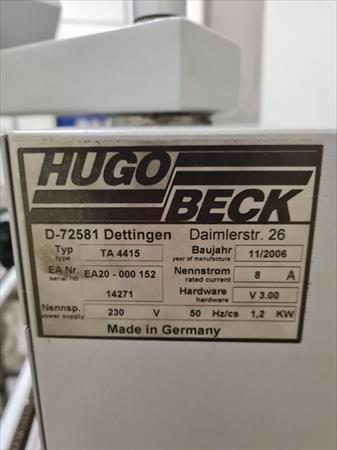 HUGO BECK
D-72581 Dettingen Daimlerstr. 26
Typ TA 4415 Baujahr 11/2006
type year of manufacture
EA Nr. EA20 - 000 152 Nennstrom 8 A
serial no rated current
14271 Hardware V 3.00
hardware
Nennsp. 230 V 50 Hz/cs 1,2 KW
power supply
Made in Germany